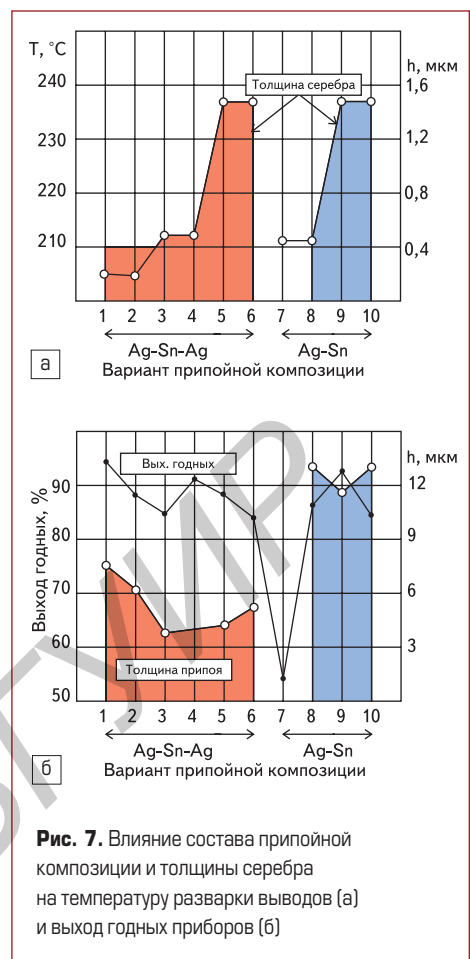 T, °C
h, мкм
240
1,6
Толщина серебра
230
1,2
220
0,8
210
0,4
1 2 3 4 5 6 7 8 9 10
Ag-Sn-Ag Ag-Sn
а
Вариант припойной композиции
h, мкм
Вых. годных
90
12
Выход годных, %
80
9
70
6
60
3
Толщина припоя
50
1 2 3 4 5 6 7 8 9 10
Ag-Sn-Ag Ag-Sn
б
Вариант припойной композиции
БГУИР
Рис. 7. Влияние состава припойной
композиции и толщины серебра
на температуру разварки выводов (а)
и выход годных приборов (б)